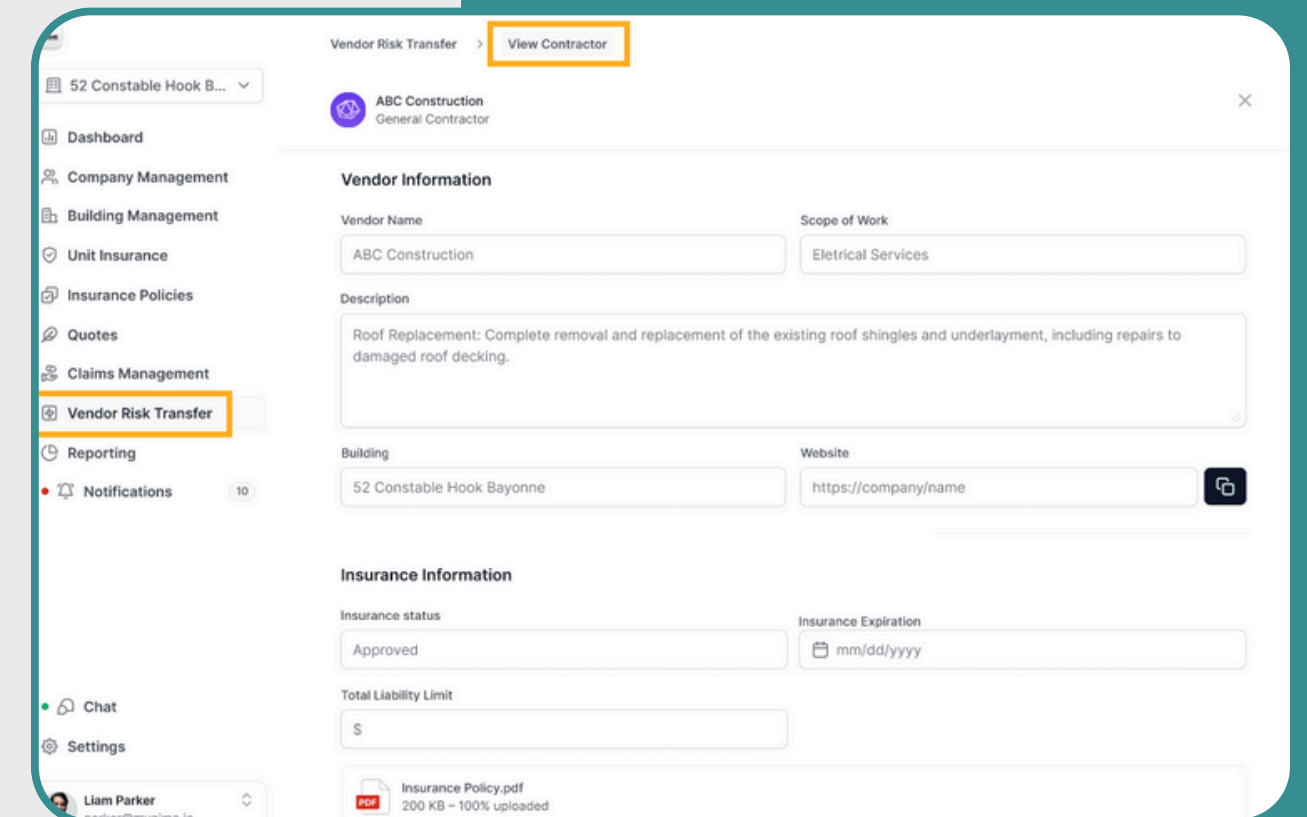 Vendor Risk Transfer > View Contractor
52 Constable Hook B...
ABC Construction
General Contractor
Dashboard
Company Management
Building Management
Unit Insurance
Insurance Policies
Quotes
Claims Management
Vendor Risk Transfer
Reporting
Notifications 10
Chat
Settings
Liam Parker
Vendor Information
Vendor Name
ABC Construction
Scope of Work
Eletrical Services
Description
Roof Replacement: Complete removal and replacement of the existing roof shingles and underlayment, including repairs to
damaged roof decking.
Building
52 Constable Hook Bayonne
Website
https://company/name
Insurance Information
Insurance status
Approved
Insurance Expiration
mm/dd/yyyy
Total Liability Limit
$
PDF
Insurance Policy.pdf
200 KB – 100% uploaded